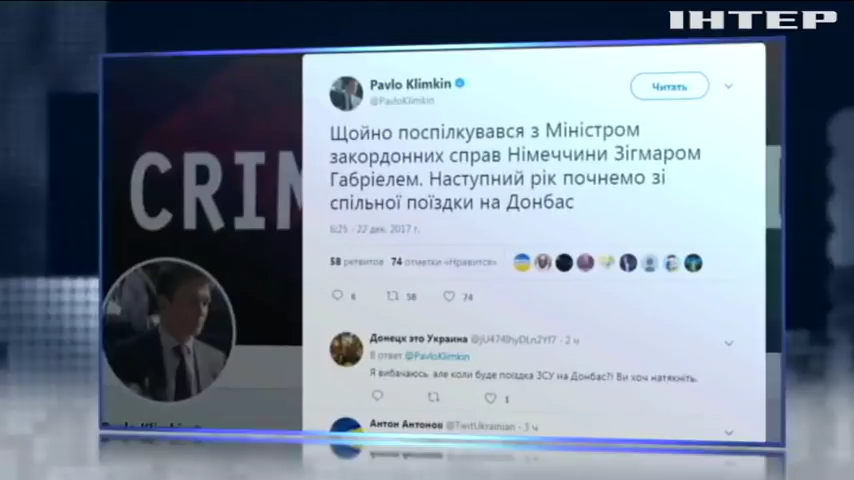 ІНТЕР
CRIM
Pavlo Klimkin
@PavloKlimkin
Читать
Щойно поспілкувався з Міністром
закордонних справ Німеччини Зігмаром
Габріелем. Наступний рік почнемо зі
спільної поїздки на Донбас
6:25 - 22 дек. 2017 г.
58 ретвитов 74 отметки «Нравится»
6 58 74
Донецк это Украина - 2 ч
В ответ @PavloKlimkin
Я вибачаюсь, але коли буде поїздка ЗСУ на Донбас?! Ви хоч натякніть.
1
Антон Антонов @TwitUkrainian - 3 ч
Pavlo Klimkin